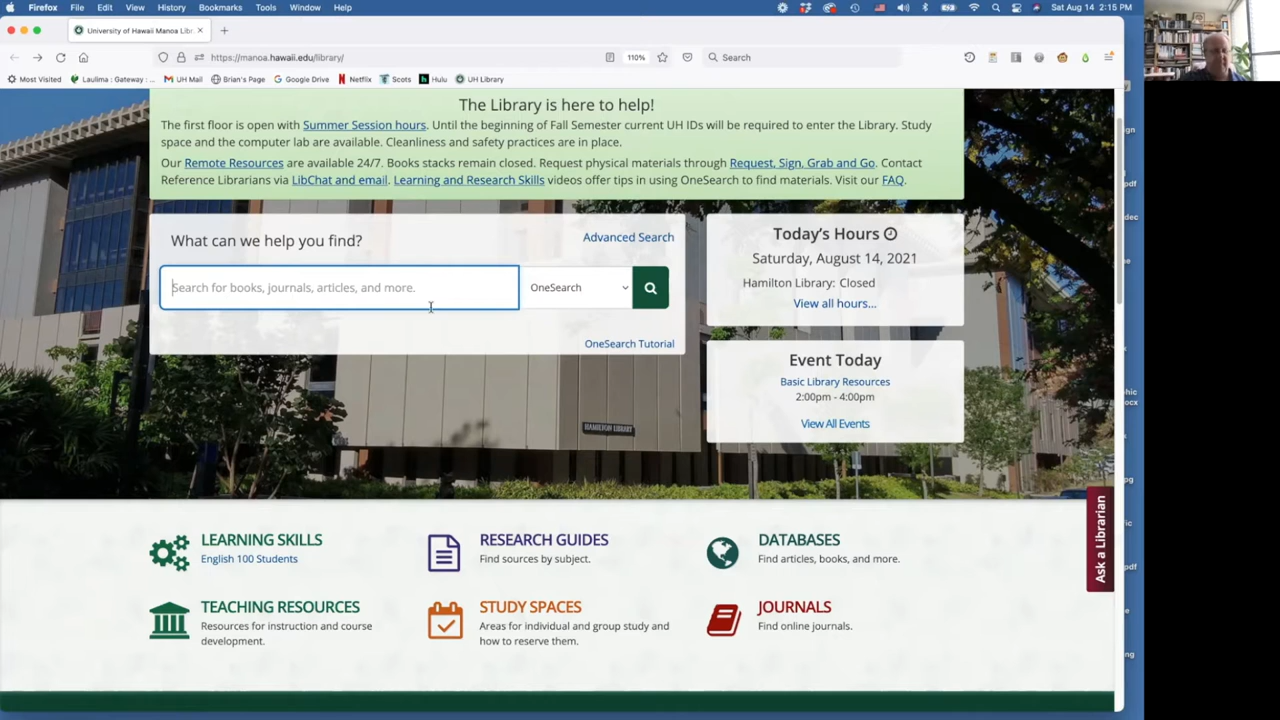 Firefox File Edit View History Bookmarks Tools Window Help
Sat Aug 14 2:15 PM
University of Hawaii Manoa Libr
https://manoa.hawaii.edu/library/
110%
Search
Most Visited
Laulima : Gateway : ...
UH Mail
Brian's Page
Google Drive
Netflix
Scots
Hulu
UH Library
The Library is here to help!
The first floor is open with Summer Session hours. Until the beginning of Fall Semester current UH IDs will be required to enter the Library. Study
space and the computer lab are available. Cleanliness and safety practices are in place.
Our Remote Resources are available 24/7. Books stacks remain closed. Request physical materials through Request, Sign, Grab and Go. Contact
Reference Librarians via LibChat and email. Learning and Research Skills videos offer tips in using OneSearch to find materials. Visit our FAQ.
What can we help you find?
Advanced Search
Search for books, journals, articles, and more.
OneSearch
OneSearch Tutorial
Today's Hours
Saturday, August 14, 2021
Hamilton Library: Closed
View all hours...
Event Today
Basic Library Resources
2:00pm - 4:00pm
View All Events
HAMILTON LIBRARY
LEARNING SKILLS
English 100 Students
RESEARCH GUIDES
Find sources by subject.
DATABASES
Find articles, books, and more.
TEACHING RESOURCES
Resources for instruction and course
development.
STUDY SPACES
Areas for individual and group study and
how to reserve them.
JOURNALS
Find online journals.
Ask a Librarian